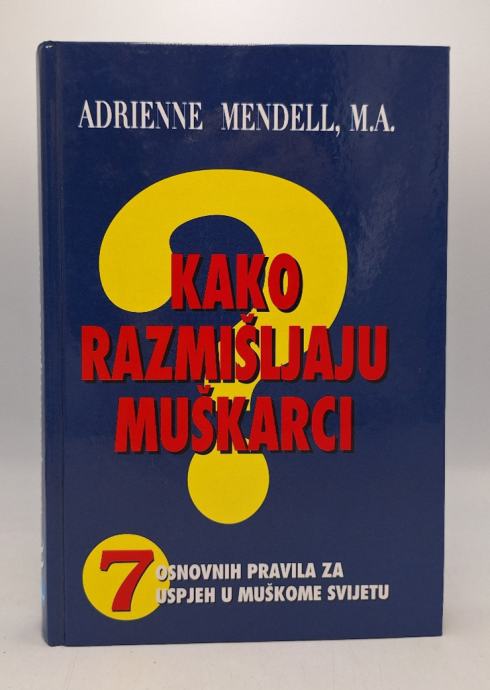 ADRIENNE MENDELL, M.A.
KAKO
RAZMIŠLJAJU
MUŠKARCI
7 OSNOVNIH PRAVILA ZA
USPJEH U MUŠKOME SVIJETU